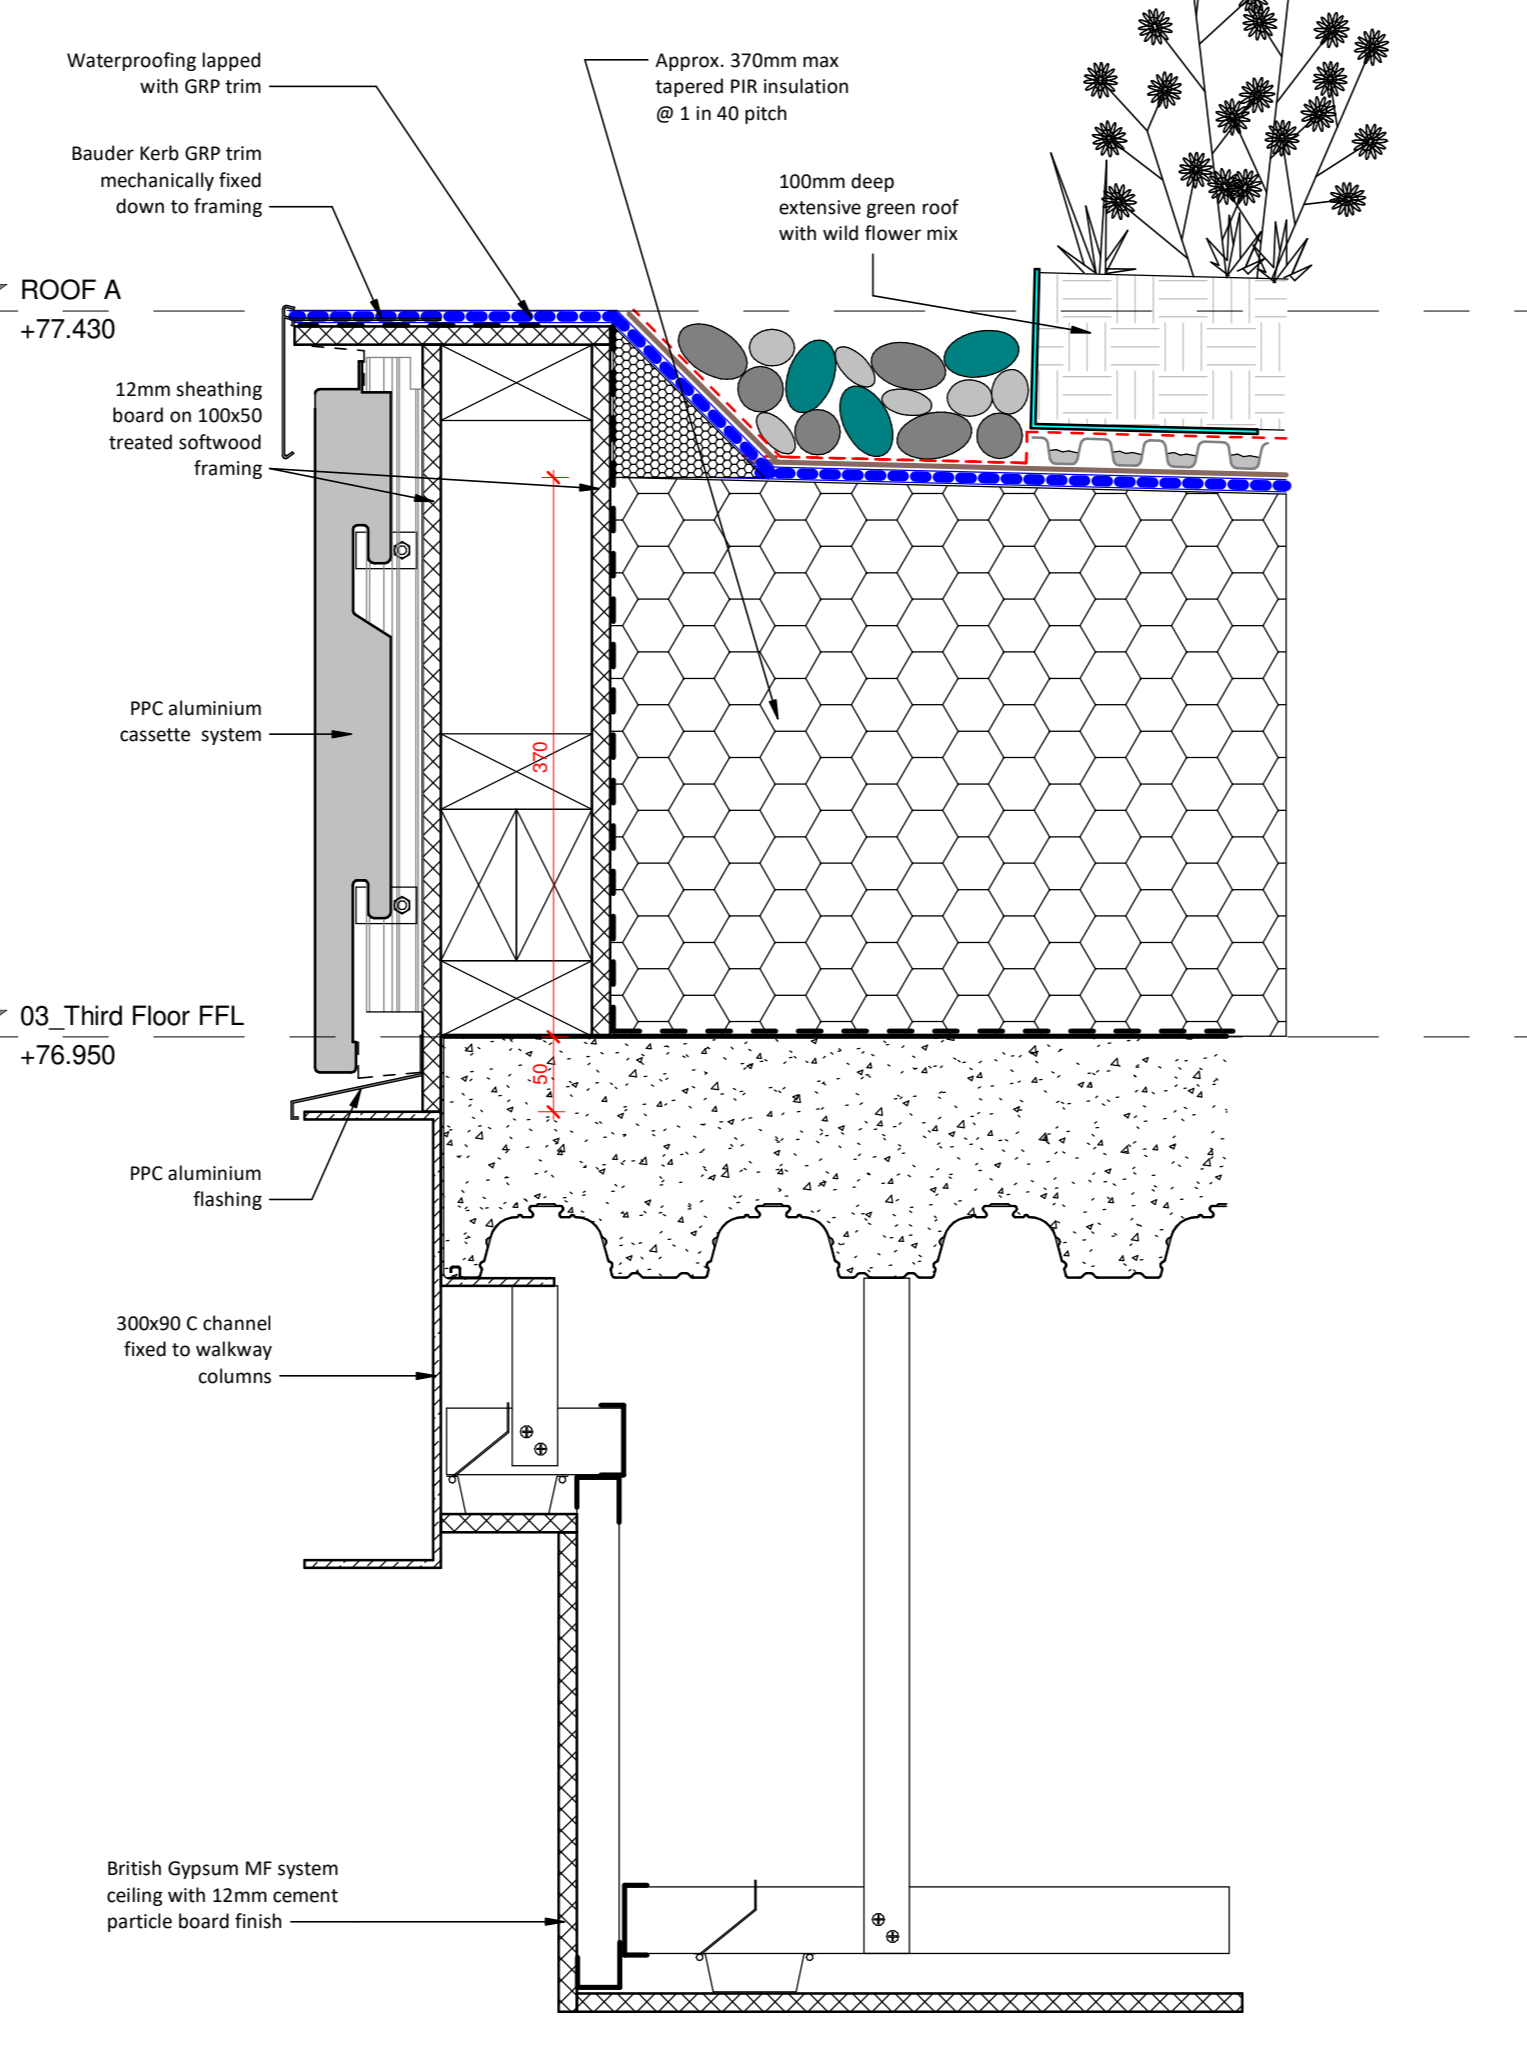 Waterproofing lapped
with GRP trim
Approx. 370mm max
tapered PIR insulation
@ 1 in 40 pitch
Bauder Kerb GRP trim
mechanically fixed
down to framing
100mm deep
extensive green roof
with wild flower mix
ROOF A
+77.430
12mm sheathing
board on 100x50
treated softwood
framing
PPC aluminium
cassette system
370
03_Third Floor FFL
+76.950
50
PPC aluminium
flashing
300x90 C channel
fixed to walkway
columns
British Gypsum MF system
ceiling with 12mm cement
particle board finish